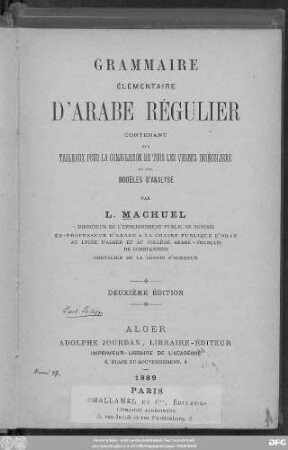 GRAMMAIRE
ÉLÉMENTAIRE
D'ARABE RÉGULIER
CONTENANT
DES
TABLEAUX POUR LA CONJUGAISON DE TOUS LES VERBES IRRÉGULIERS
ET DES
MODÈLES D'ANALYSE
PAR
L. MACHUEL
DIRECTEUR DE L'ENSEIGNEMENT PUBLIC EN TUNISIE
EX-PROFESSEUR D'ARABE A LA CHAIRE PUBLIQUE D'ORAN
AU LYCÉE D'ALGER ET AU COLLÈGE ARABE-FRANÇAIS
DE CONSTANTINE
CHEVALIER DE LA LÉGION D'HONNEUR
DEUXIÈME ÉDITION
ALGER
ADOLPHE JOURDAN, LIBRAIRE-ÉDITEUR
IMPRIMEUR-LIBRAIRE DE L'ACADÉMIE
4, PLACE DU GOUVERNEMENT, 4
1889
PARIS
CHALLAMEL ET Cie, ÉDITEURS
LIBRAIRIE ALGÉRIENNE
5, rue Jacob et rue Furstenberg, 2